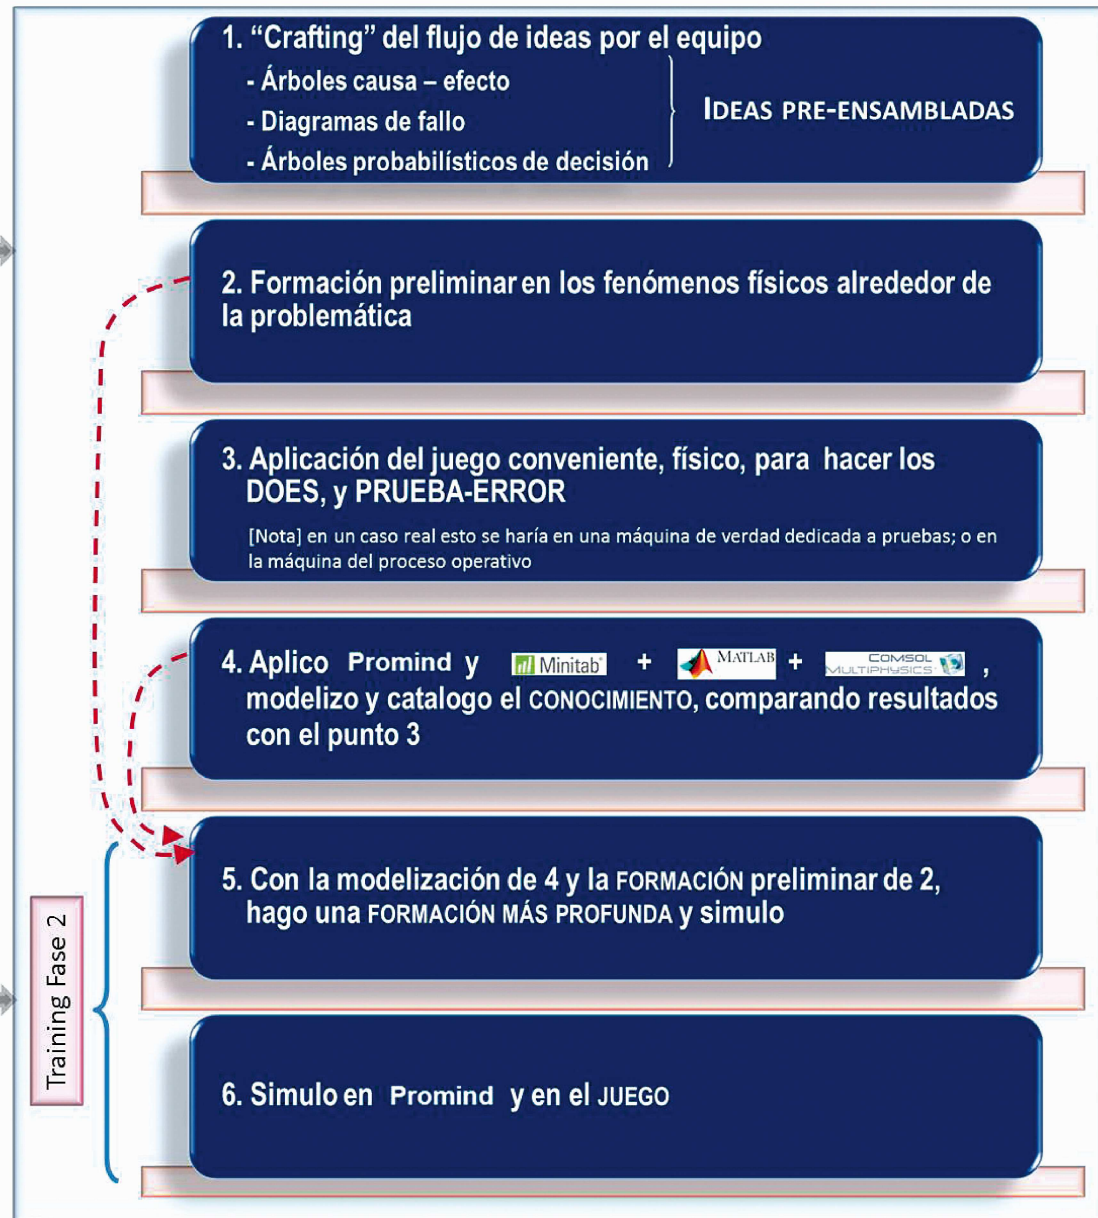 1. “Crafting” del flujo de ideas por el equipo
- Árboles causa – efecto
- Diagramas de fallo
- Árboles probabilísticos de decisión
IDEAS PRE-ENSAMBLADAS
2. Formación preliminar en los fenómenos físicos alrededor de
la problemática
3. Aplicación del juego conveniente, físico, para hacer los
DOES, y PRUEBA-ERROR
[Nota] en un caso real esto se haría en una máquina de verdad dedicada a pruebas; o en
la máquina del proceso operativo
4. Aplico Promind y Minitab® + MATLAB + COMSOL MULTIPHYSICS ,
modelizo y catalogo el CONOCIMIENTO, comparando resultados
con el punto 3
Training Fase 2
5. Con la modelización de 4 y la FORMACIÓN preliminar de 2,
hago una FORMACIÓN MÁS PROFUNDA y simulo
6. Simulo en Promind y en el JUEGO